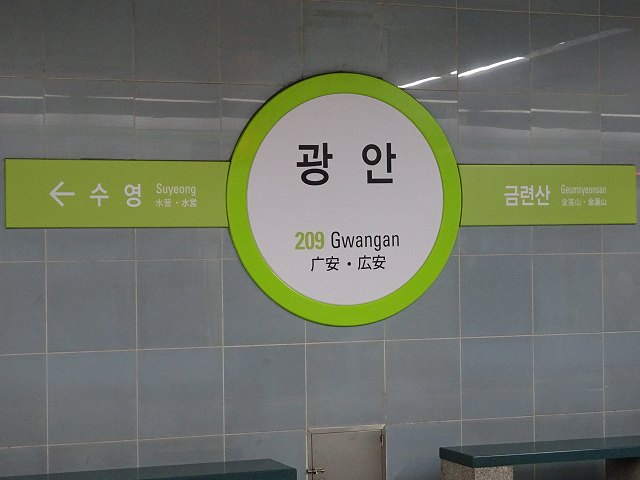 ← 수 영 Suyeong
水营・水営
광 안
209 Gwangan
广安・広安
금련산 Geumnyeonsan
金莲山・金蓮山